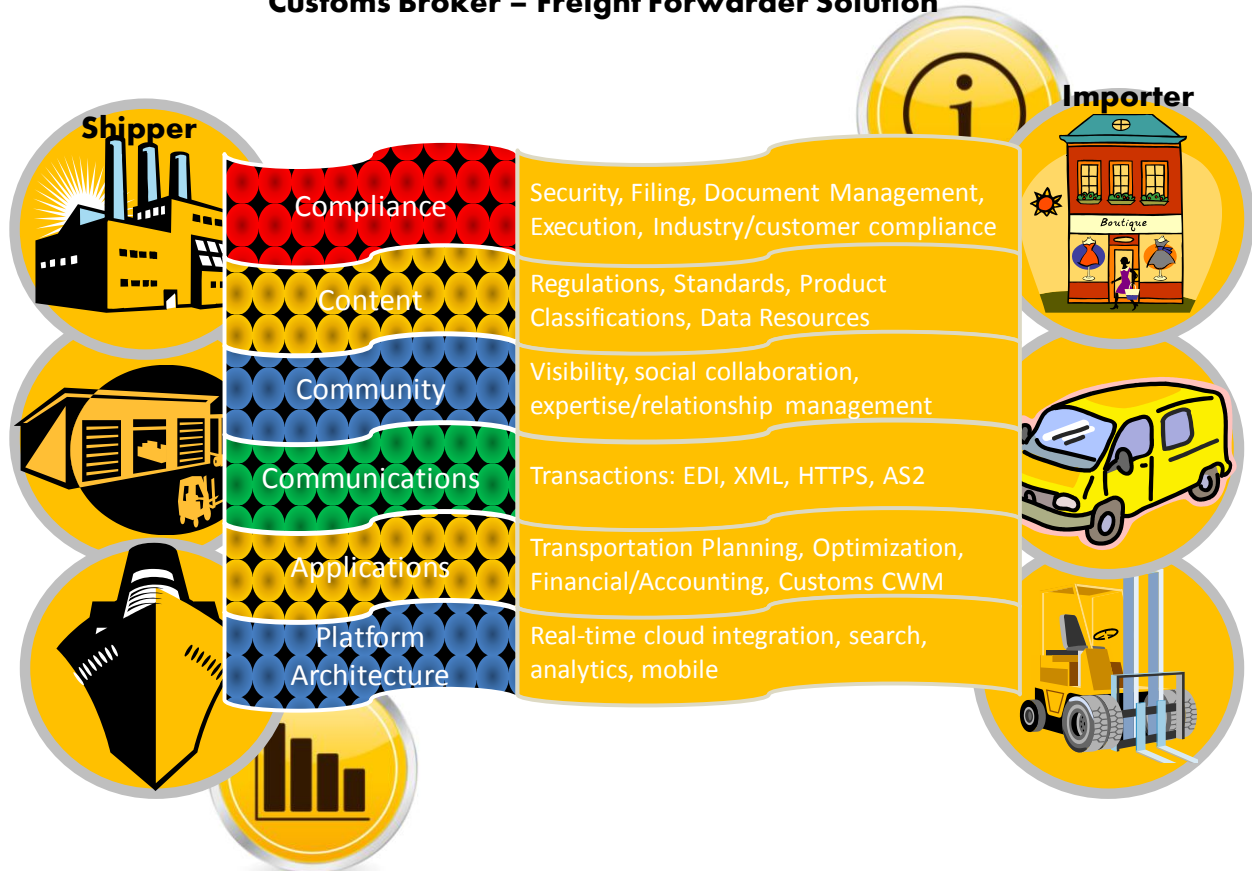 Customs Broker – Freight Forwarder Solution
Shipper
Importer
Boutique
Compliance
Security, Filing, Document Management,
Execution, Industry/customer compliance
Content
Regulations, Standards, Product
Classifications, Data Resources
Community
Visibility, social collaboration,
expertise/relationship management
Communications
Transactions: EDI, XML, HTTPS, AS2
Applications
Transportation Planning, Optimization,
Financial/Accounting, Customs CWM
Platform
Architecture
Real-time cloud integration, search,
analytics, mobile